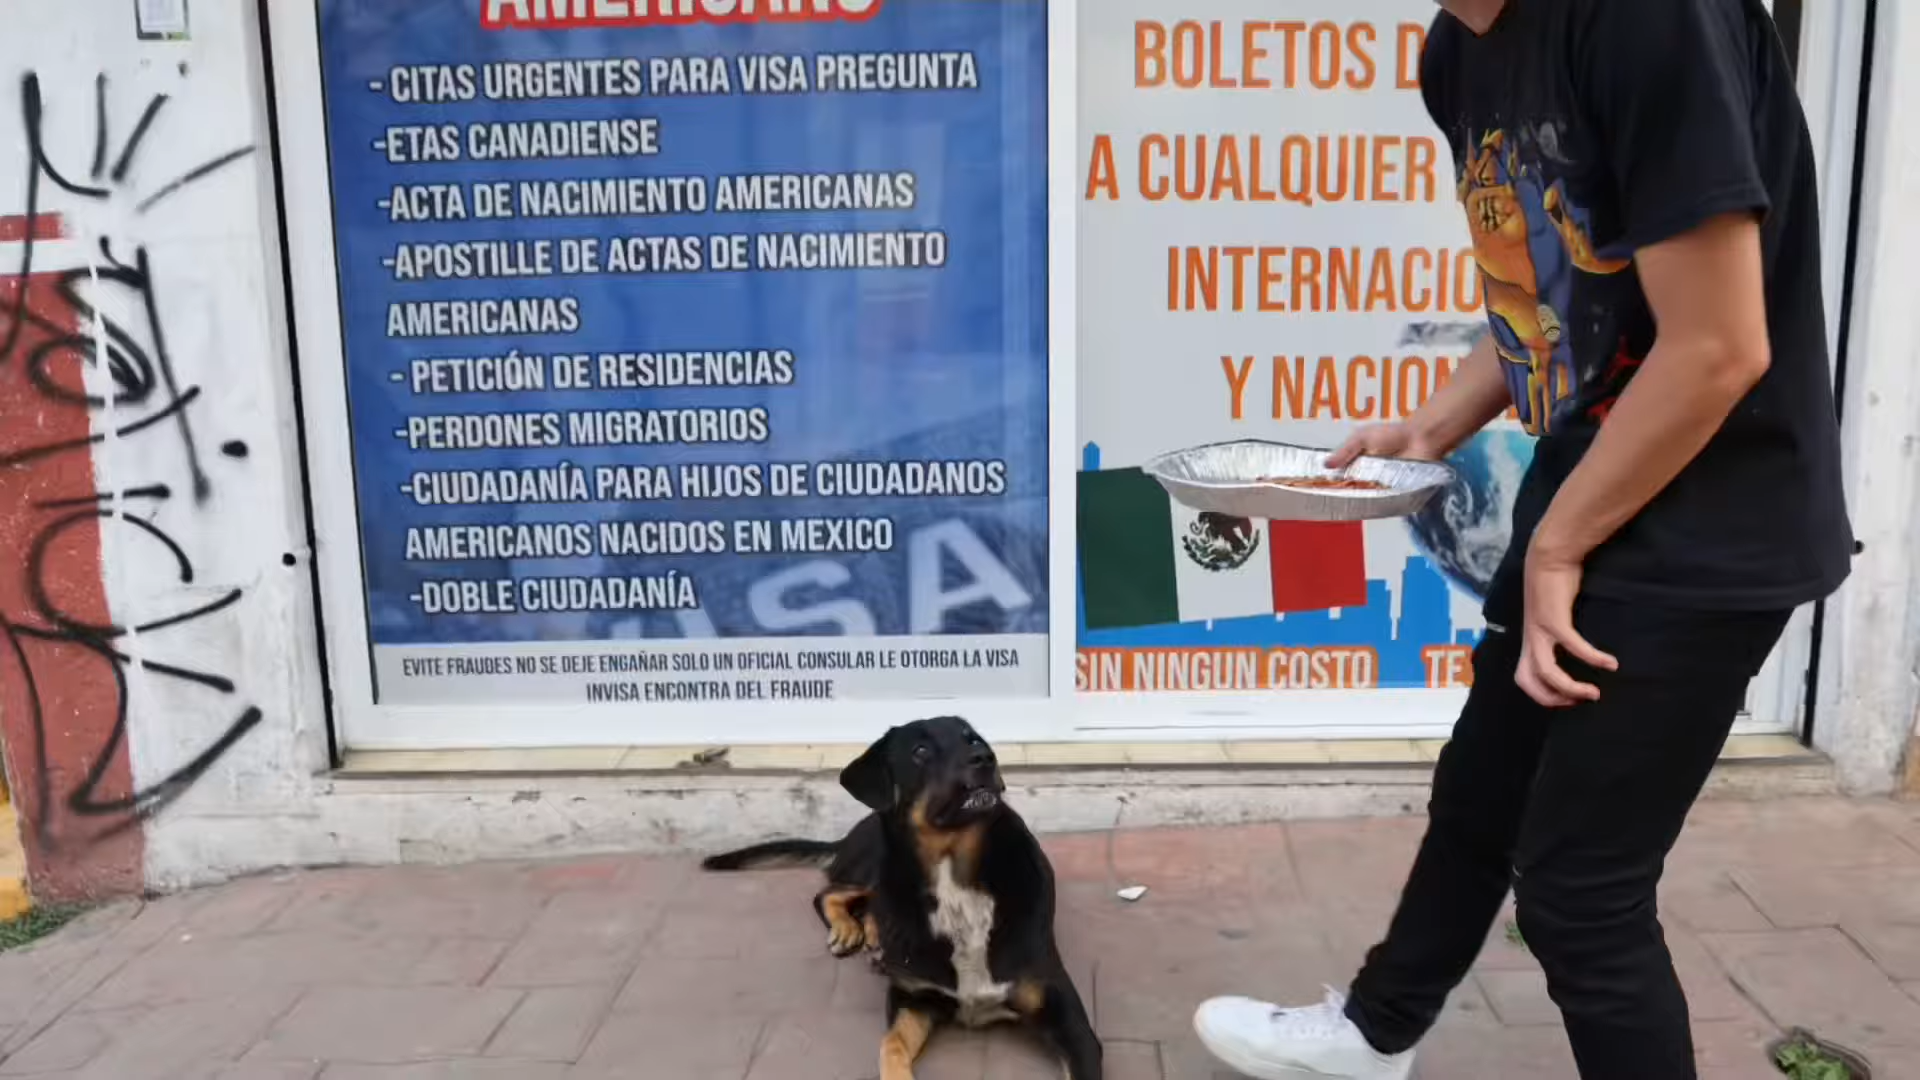 AMERICANO
- CITAS URGENTES PARA VISA PREGUNTA
-ETAS CANADIENSE
-ACTA DE NACIMIENTO AMERICANAS
-APOSTILLE DE ACTAS DE NACIMIENTO
AMERICANAS
- PETICIÓN DE RESIDENCIAS
-PERDONES MIGRATORIOS
-CIUDADANÍA PARA HIJOS DE CIUDADANOS
AMERICANOS NACIDOS EN MEXICO
-DOBLE CIUDADANÍA
VISA
EVITE FRAUDES NO SE DEJE ENGAÑAR SOLO UN OFICIAL CONSULAR LE OTORGA LA VISA
INVISA ENCONTRA DEL FRAUDE
BOLETOS D
A CUALQUIER
INTERNACIO
Y NACION
SIN NINGUN COSTO TE